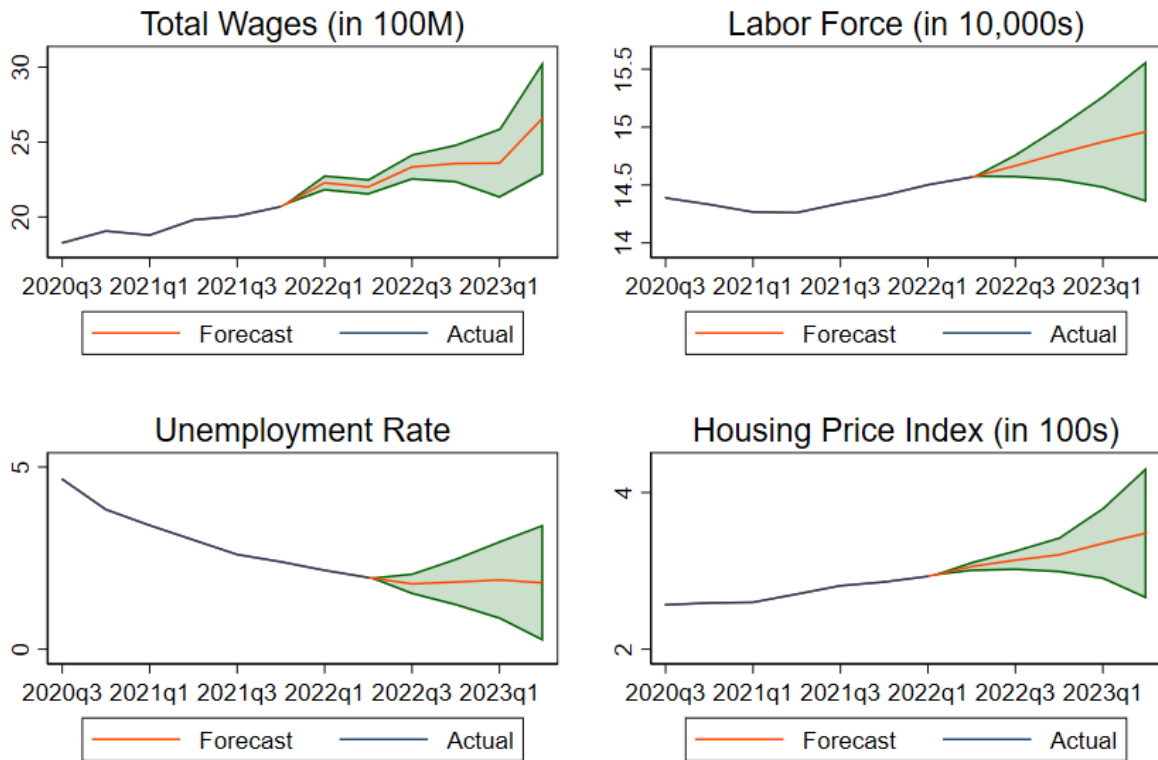 Total Wages (in 100M)
30
25
20
2020q3 2021q1 2021q3 2022q1 2022q3 2023q1
Forecast Actual
Labor Force (in 10,000s)
15.5
15
14.5
14
2020q3 2021q1 2021q3 2022q1 2022q3 2023q1
Forecast Actual
Unemployment Rate
5
0
2020q3 2021q1 2021q3 2022q1 2022q3 2023q1
Forecast Actual
Housing Price Index (in 100s)
4
2
2020q3 2021q1 2021q3 2022q1 2022q3 2023q1
Forecast Actual